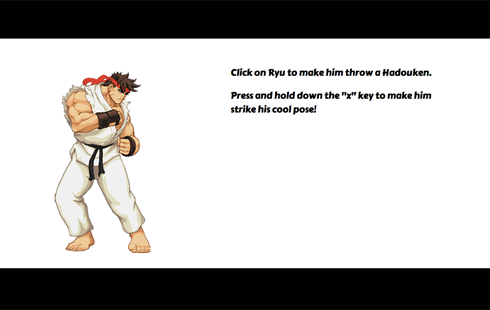 Click on Ryu to make him throw a Hadouken.
Press and hold down the "x" key to make him
strike his cool pose!